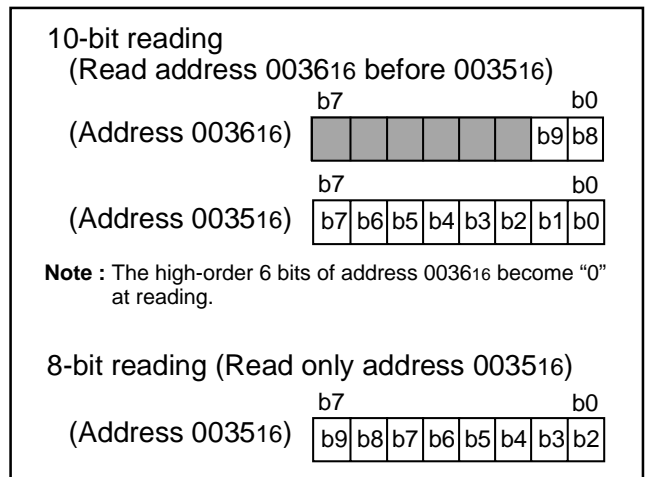 10-bit reading
(Read address 003616 before 003516)
b7 b0
(Address 003616) b9 b8
b7 b0
(Address 003516) b7 b6 b5 b4 b3 b2 b1 b0
Note : The high-order 6 bits of address 003616 become “0”
at reading.
8-bit reading (Read only address 003516)
b7 b0
(Address 003516) b9 b8 b7 b6 b5 b4 b3 b2